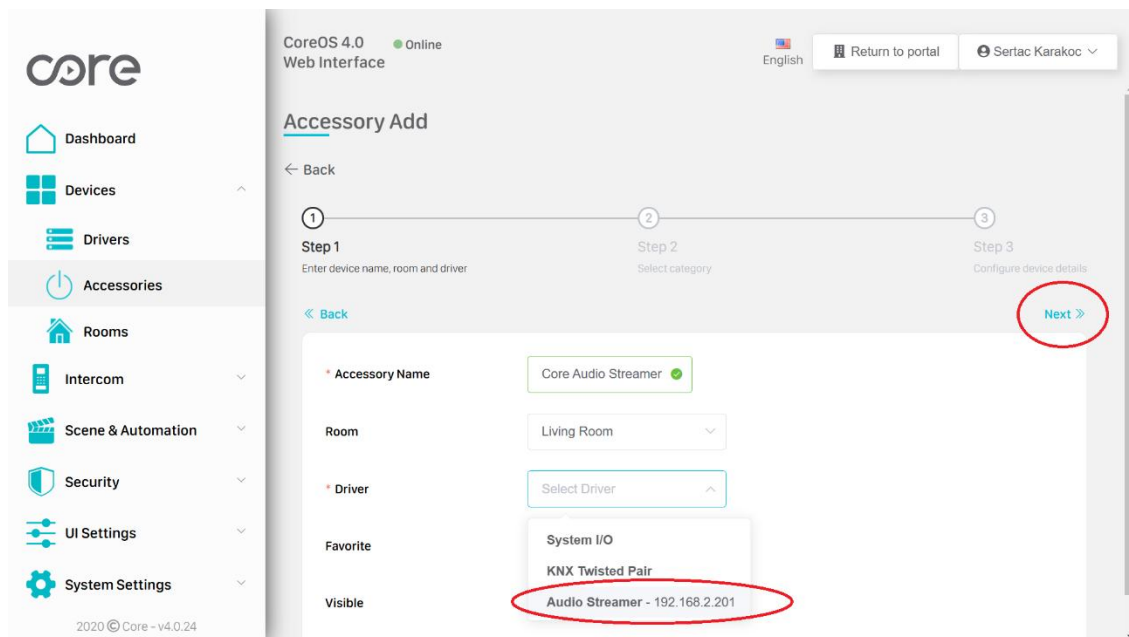 core
CoreOS 4.0 Online
Web Interface
English
Return to portal
Sertac Karakoc
Dashboard
Devices
Drivers
Accessories
Rooms
Intercom
Scene & Automation
Security
UI Settings
System Settings
2020 © Core - v4.0.24
Accessory Add
← Back
1
Step 1
Enter device name, room and driver
2
Step 2
Select category
3
Step 3
Configure device details
« Back
Next »
* Accessory Name
Core Audio Streamer
Room
Living Room
* Driver
Select Driver
System I/O
KNX Twisted Pair
Audio Streamer - 192.168.2.201
Favorite
Visible